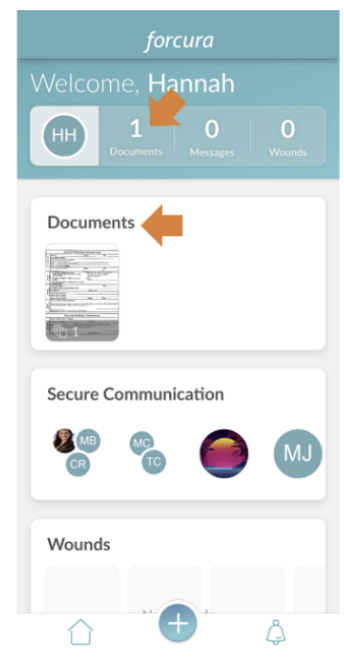 forcura
Welcome, Hannah
HH
1 0 0
Documents Messages Wounds
Documents
1
Secure Communication
MB
CR
MC
TC
MJ
Wounds